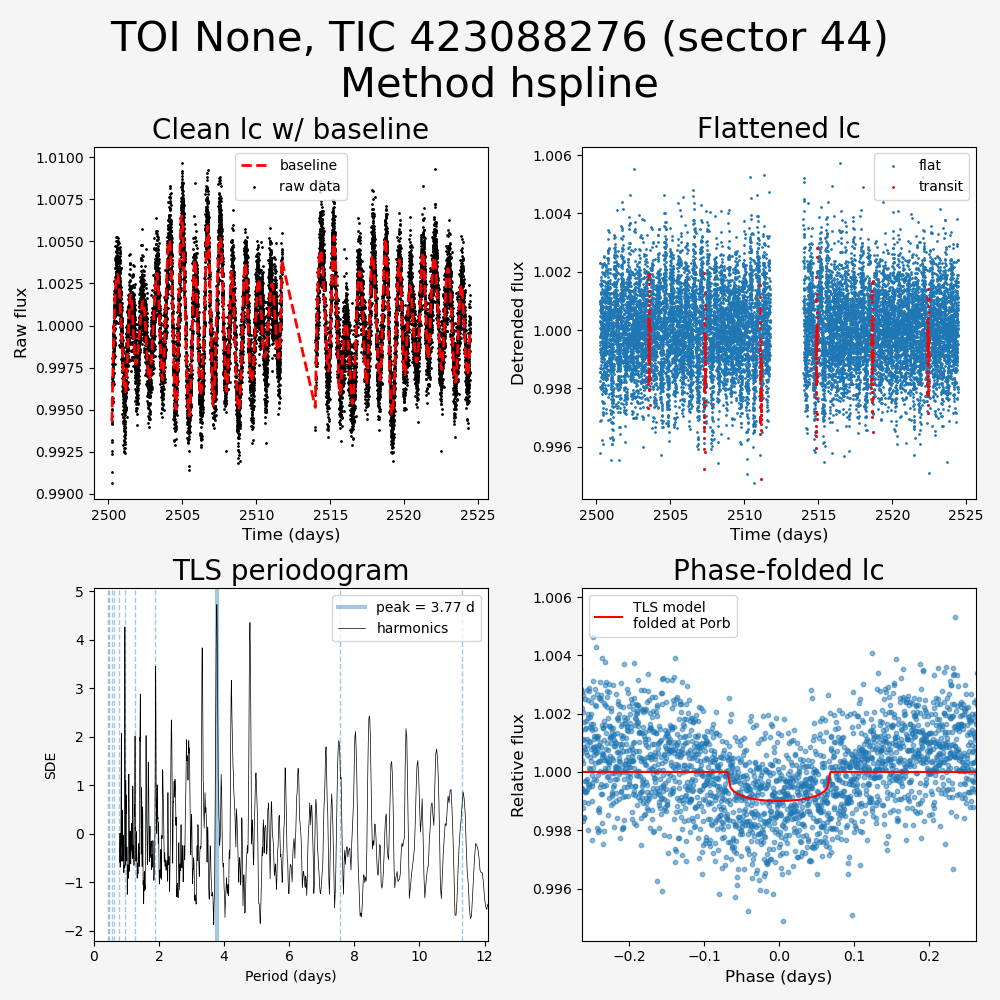 TOI None, TIC 423088276 (sector 44)
Method hspline
Clean lc w/ baseline
baseline
raw data
1.0100
1.0075
1.0050
1.0025
1.0000
0.9975
0.9950
0.9925
0.9900
Raw flux
2500 2505 2510 2515 2520 2525
Time (days)
Flattened lc
flat
transit
1.006
1.004
1.002
1.000
0.998
0.996
Detrended flux
2500 2505 2510 2515 2520 2525
Time (days)
TLS periodogram
peak = 3.77 d
harmonics
5
4
3
2
1
0
−1
−2
SDE
0 2 4 6 8 10 12
Period (days)
Phase-folded lc
TLS model
folded at Porb
1.006
1.004
1.002
1.000
0.998
0.996
Relative flux
−0.2 −0.1 0.0 0.1 0.2
Phase (days)